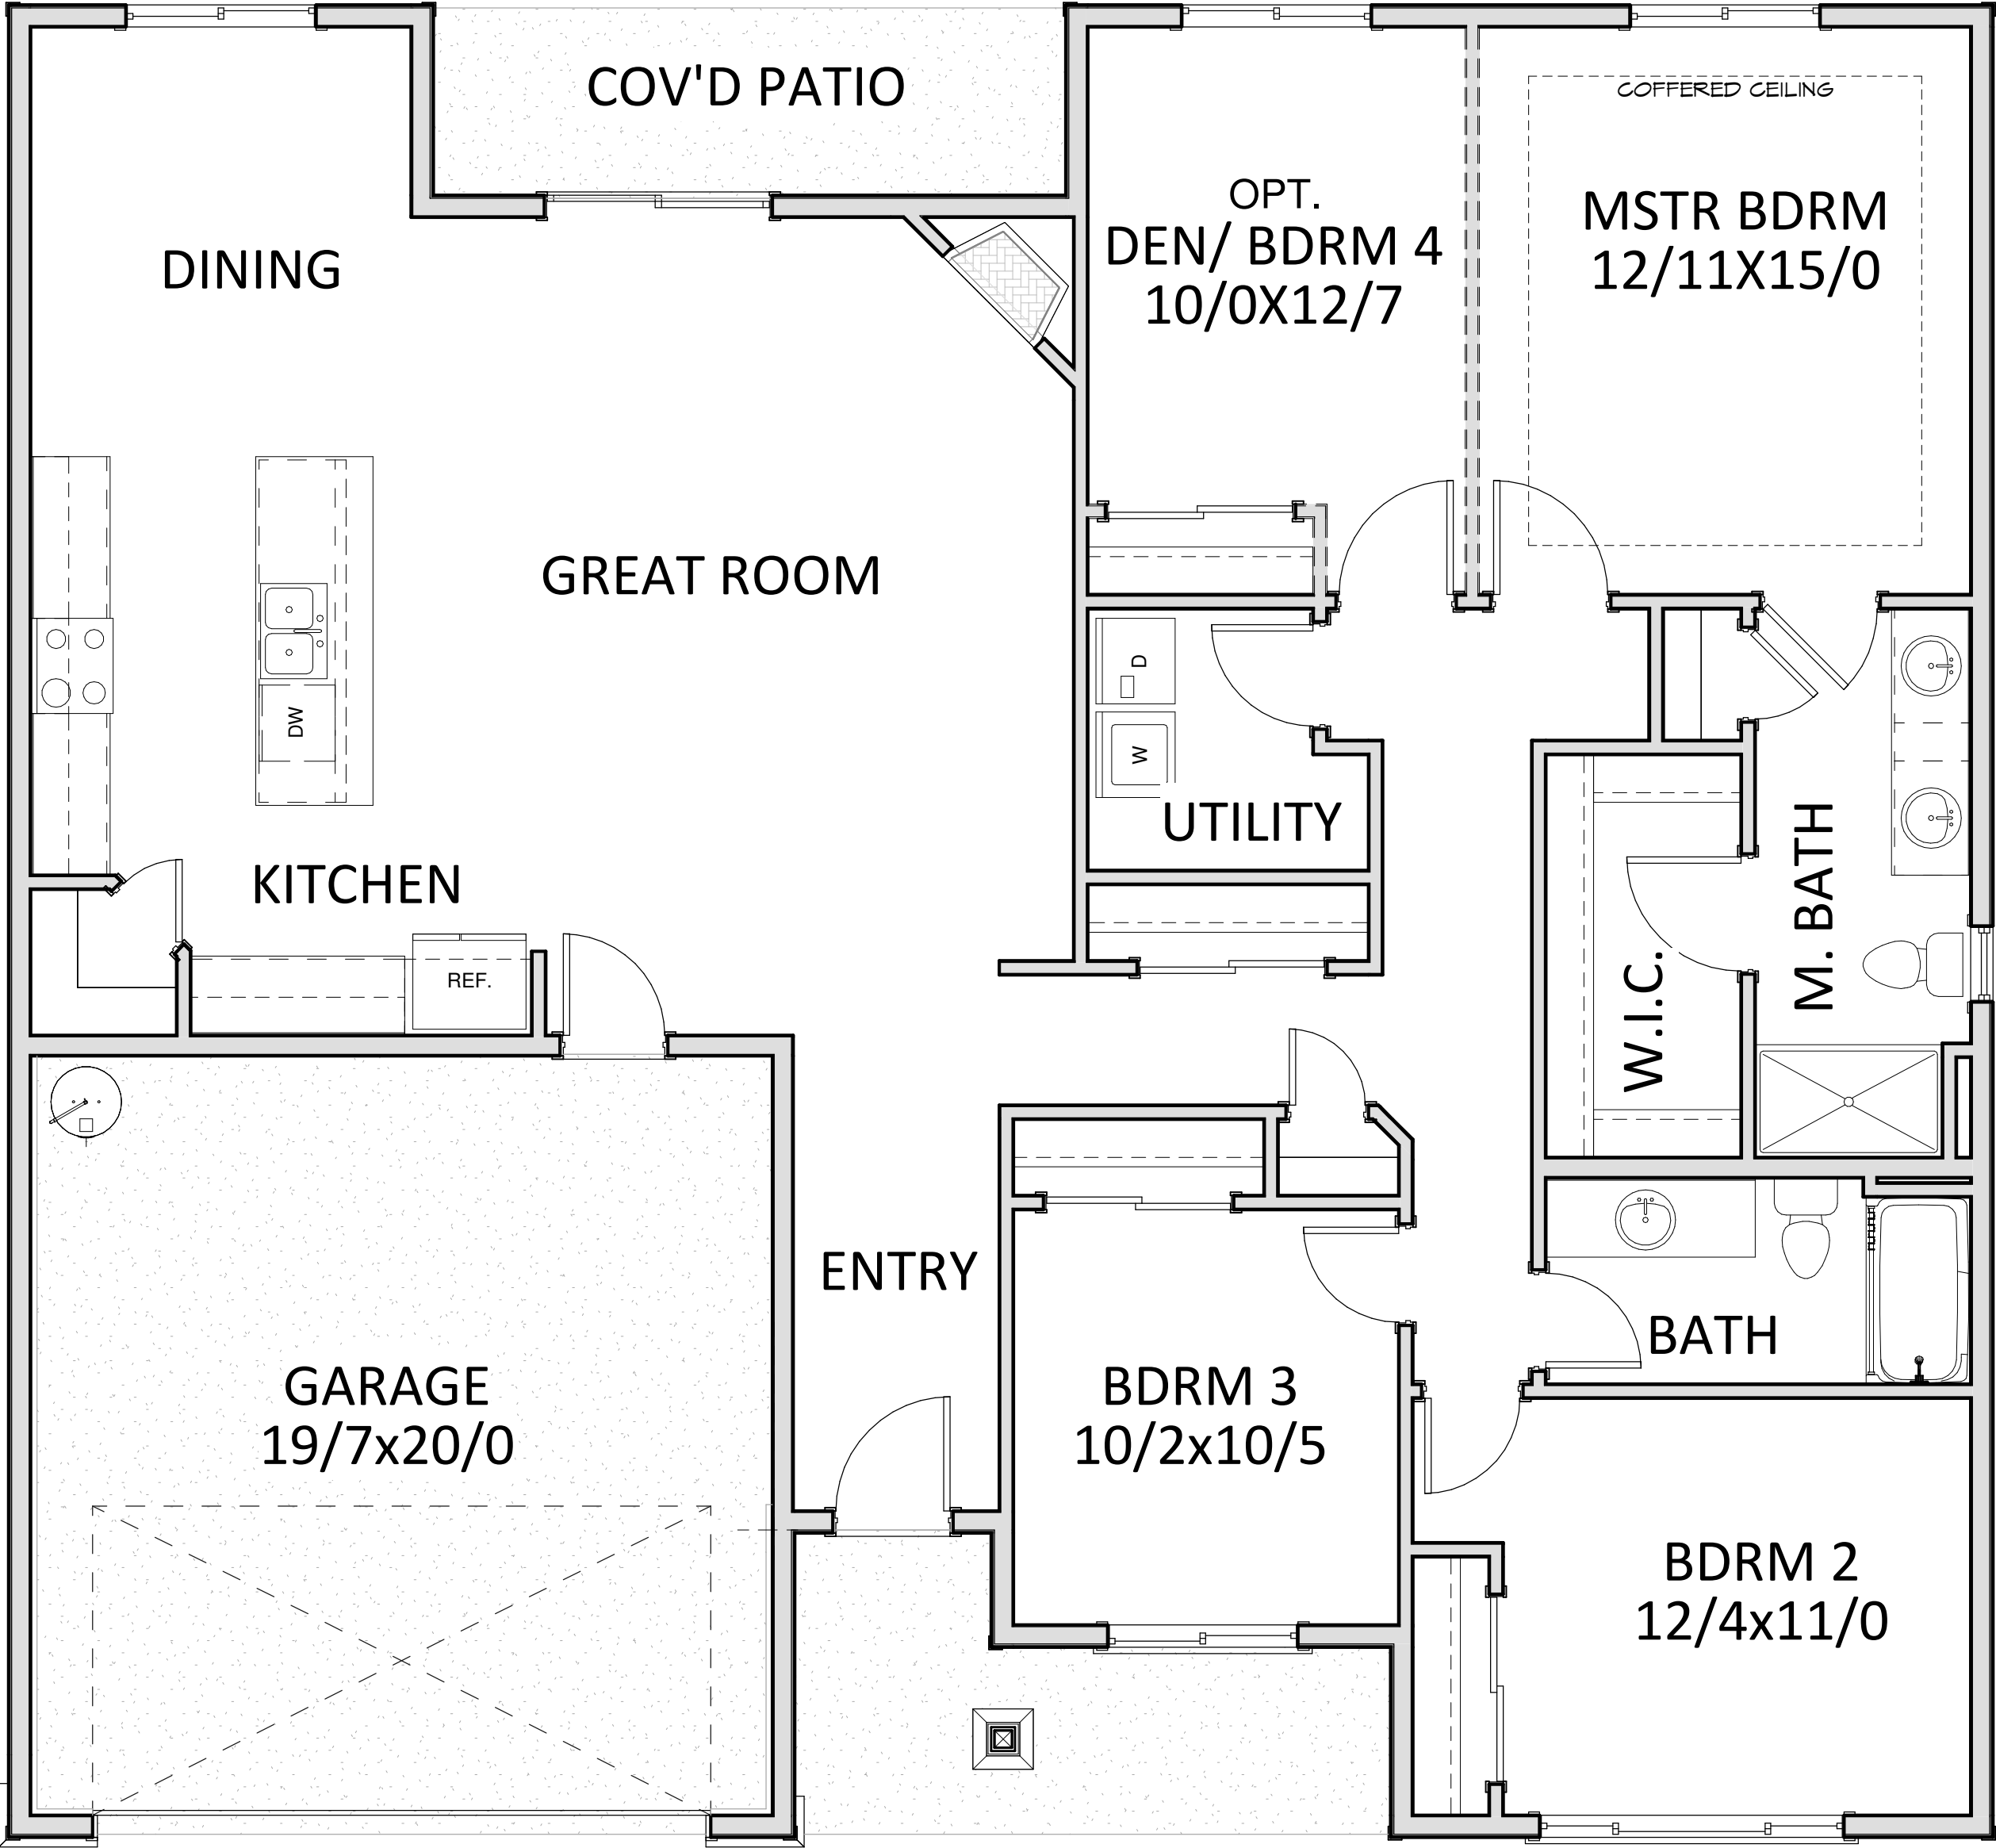 COV'D PATIO
COFFERED CEILING
DINING
OPT.
DEN/ BDRM 4
10/0X12/7
MSTR BDRM
12/11X15/0
GREAT ROOM
D
W
UTILITY
DW
KITCHEN
REF.
M. BATH
W.I.C.
ENTRY
BATH
GARAGE
19/7x20/0
BDRM 3
10/2x10/5
BDRM 2
12/4x11/0